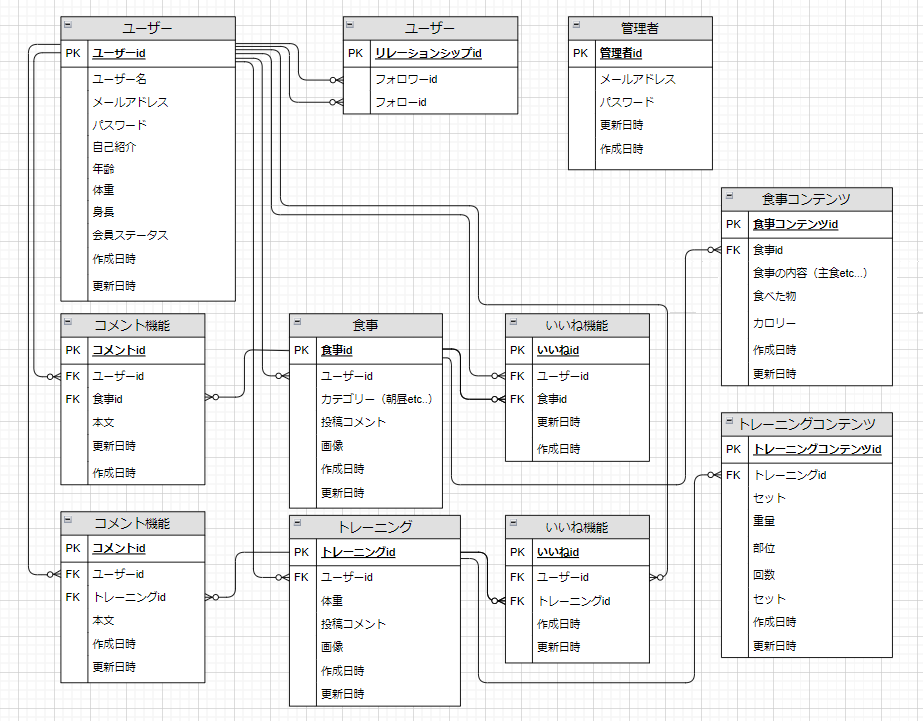 ユーザー
PK ユーザーid
ユーザー名
メールアドレス
パスワード
自己紹介
年齢
体重
身長
会員ステータス
作成日時
更新日時
ユーザー
PK リレーションシップid
フォロワーid
フォローid
管理者
PK 管理者id
メールアドレス
パスワード
更新日時
作成日時
食事コンテンツ
PK 食事コンテンツid
FK 食事id
食事の内容（主食etc...）
食べた物
カロリー
作成日時
更新日時
コメント機能
PK コメントid
FK ユーザーid
FK 食事id
本文
更新日時
作成日時
食事
PK 食事id
ユーザーid
カテゴリー（朝昼etc..）
投稿コメント
画像
作成日時
更新日時
いいね機能
PK いいねid
FK ユーザーid
FK 食事id
更新日時
作成日時
トレーニングコンテンツ
PK トレーニングコンテンツid
FK トレーニングid
セット
重量
部位
回数
セット
作成日時
更新日時
コメント機能
PK コメントid
FK ユーザーid
FK トレーニングid
本文
作成日時
更新日時
トレーニング
PK トレーニングid
FK ユーザーid
体重
投稿コメント
画像
作成日時
更新日時
いいね機能
PK いいねid
FK ユーザーid
FK トレーニングid
作成日時
更新日時